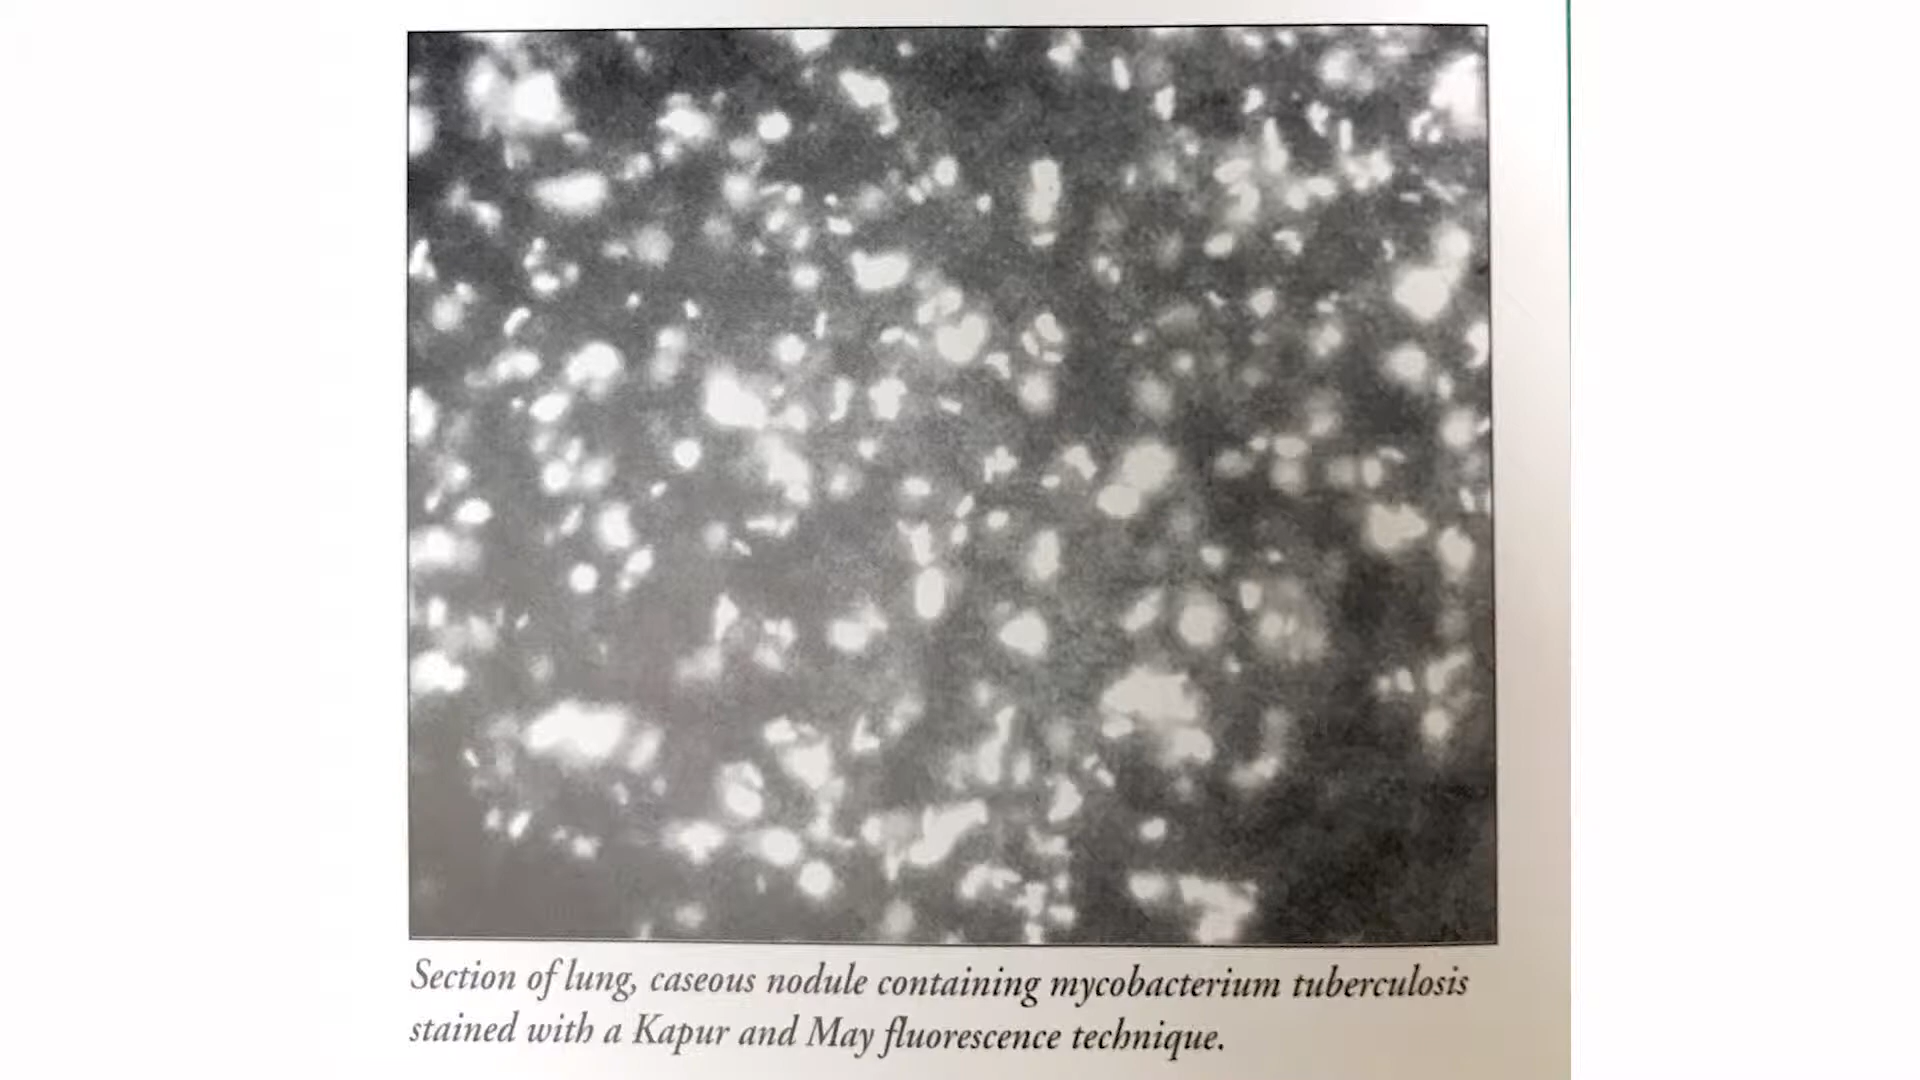 Section of lung, caseous nodule containing mycobacterium tuberculosis
stained with a Kapur and May fluorescence technique.